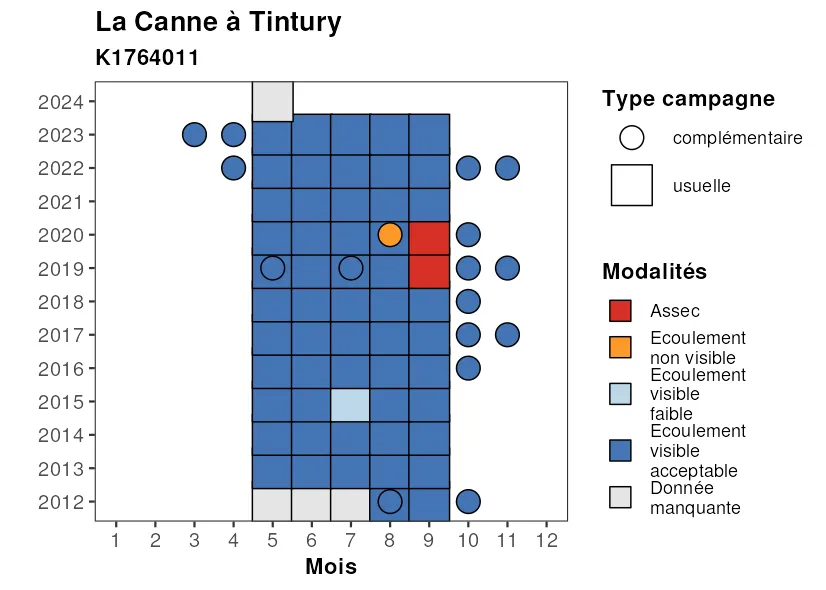 La Canne à Tintury
K1764011
2024
2023
2022
2021
2020
2019
2018
2017
2016
2015
2014
2013
2012
1 2 3 4 5 6 7 8 9 10 11 12
Mois
Type campagne
complémentaire
usuelle
Modalités
Assec
Ecoulement
non visible
Ecoulement
visible
faible
Ecoulement
visible
acceptable
Donnée
manquante